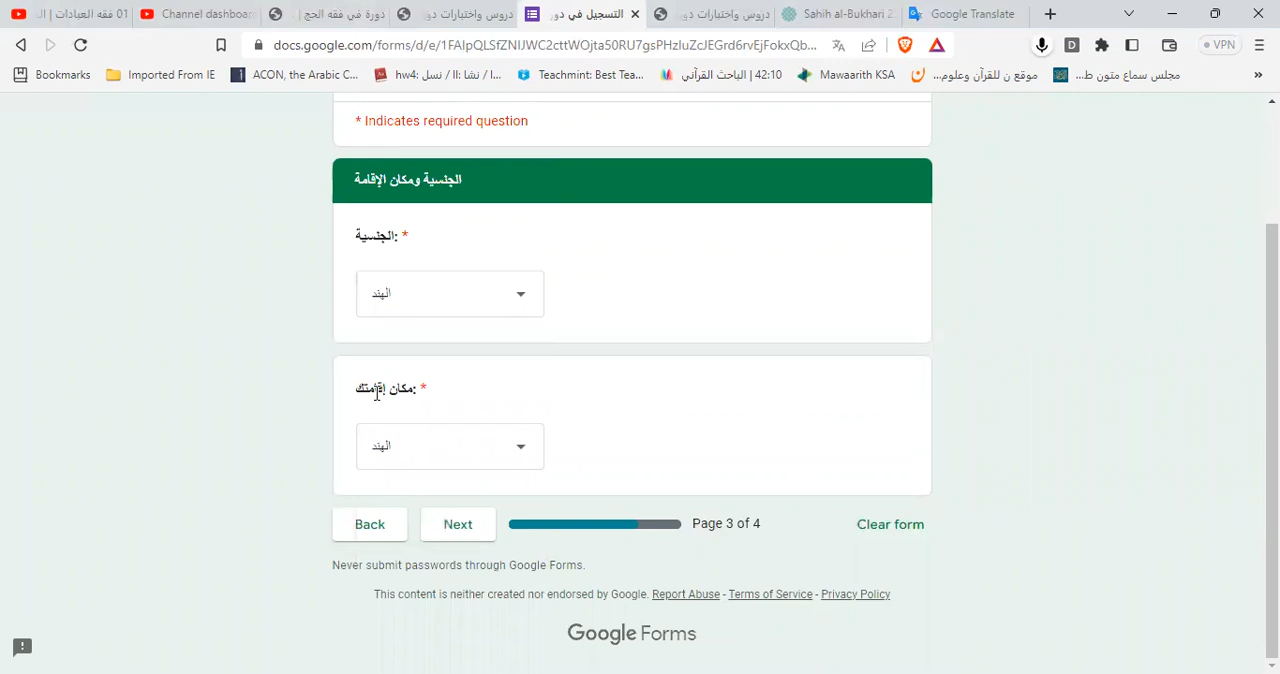 01 فقه العبادات | ال
Channel dashboard
دورة في فقه الحج |
دروس واختبارات دور
التسجيل في دور
دروس واختبارات دور
Sahih al-Bukhari 2
Google Translate
docs.google.com/forms/d/e/1FAIpQLSfZNIJWC2cttWOjta50RU7gsPHzluZcJEGrd6rvEjFokxQb...
VPN
Bookmarks
Imported From IE
ACON, the Arabic C...
hw4: نسل :II / نشا :I / ا...
Teachmint: Best Tea...
42:10 | الباحث القرآني
Mawaarith KSA
موقع ن للقرآن وعلوم...
مجلس سماع متون ط...
* Indicates required question
الجنسية ومكان الإقامة
الجنسية: *
الهند
مكان إقامتك: *
الهند
Back
Next
Page 3 of 4
Clear form
Never submit passwords through Google Forms.
This content is neither created nor endorsed by Google. Report Abuse - Terms of Service - Privacy Policy
Google Forms